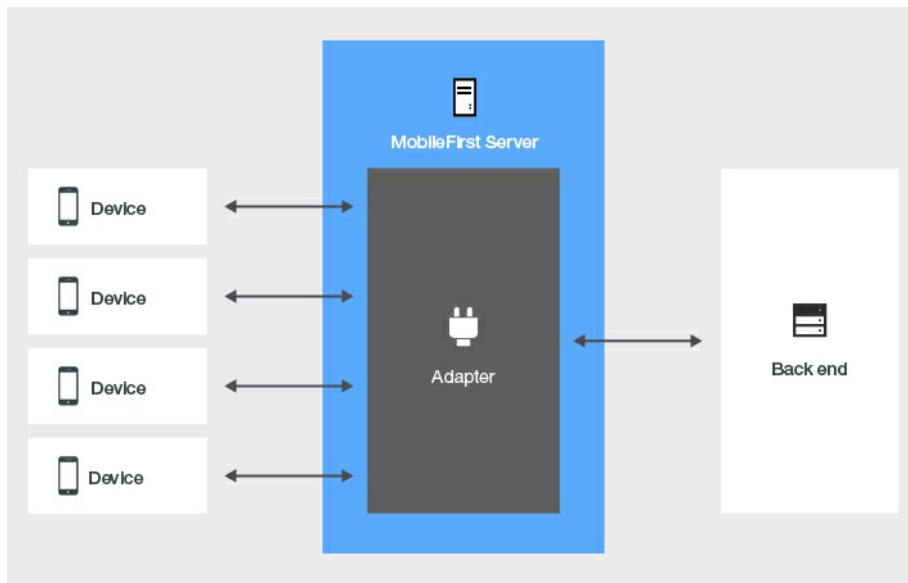 MobileFirst Server
Device
Device
Device
Device
Adapter
Back end